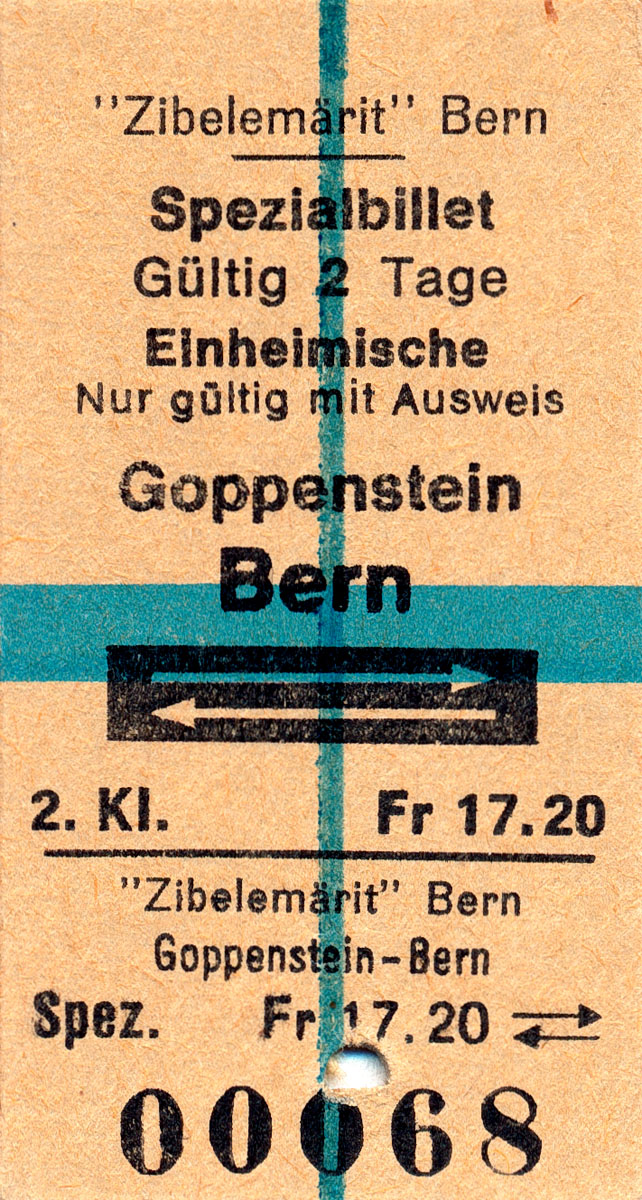 "Zibelemärit" Bern
Spezialbillet
Gültig 2 Tage
Einheimische
Nur gültig mit Ausweis
Goppenstein
Bern
2. Kl. Fr 17.20
"Zibelemärit" Bern
Goppenstein-Bern
Spez. Fr 17.20
00068